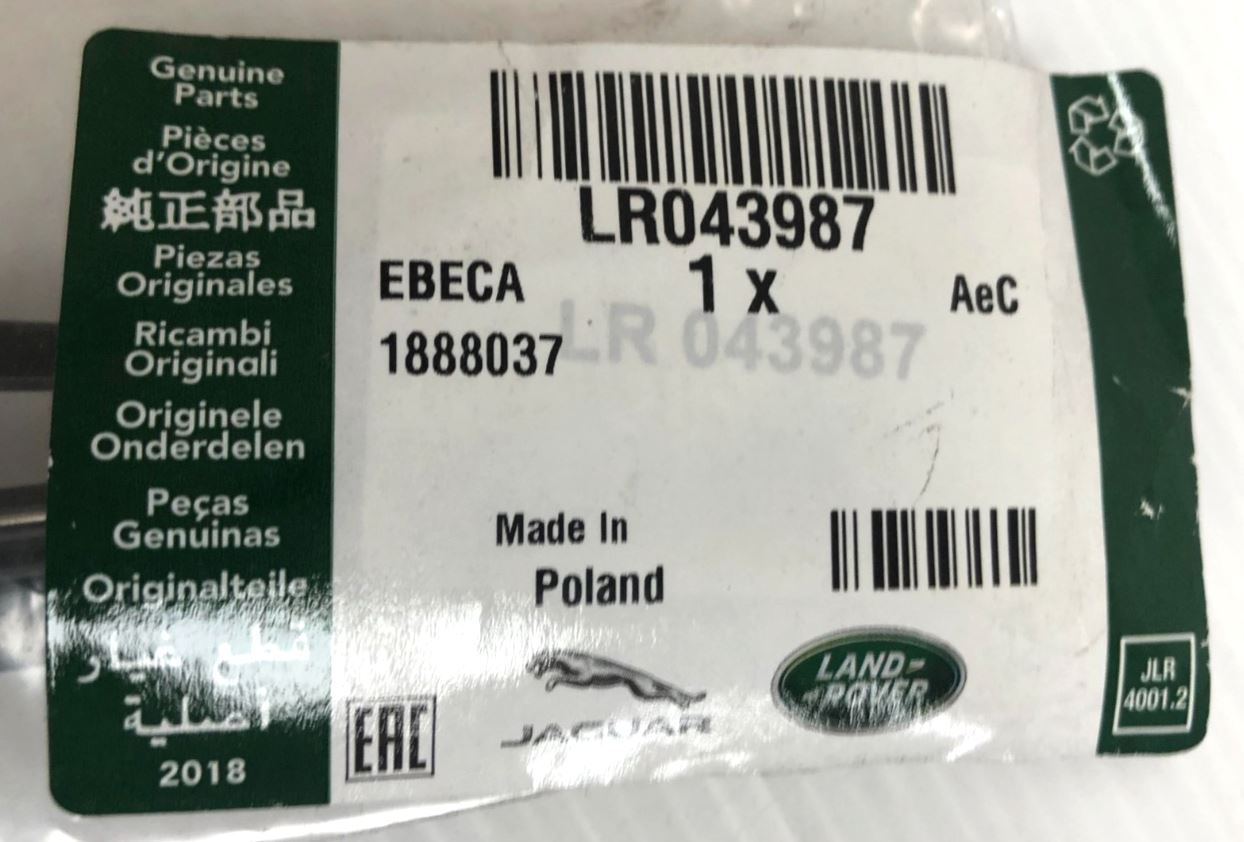 Genuine
Parts
Pièces
d'Origine
純正部品
Piezas
Originales
Ricambi
Originali
Originele
Onderdelen
Peças
Genuinas
Originalteile
قطع غيار
أصلية
2018
LR043987
EBECA 1 x AeC
1888037 LR 043987
Made In
Poland
EAC
JAGUAR
LAND-
ROVER
JLR
4001.2